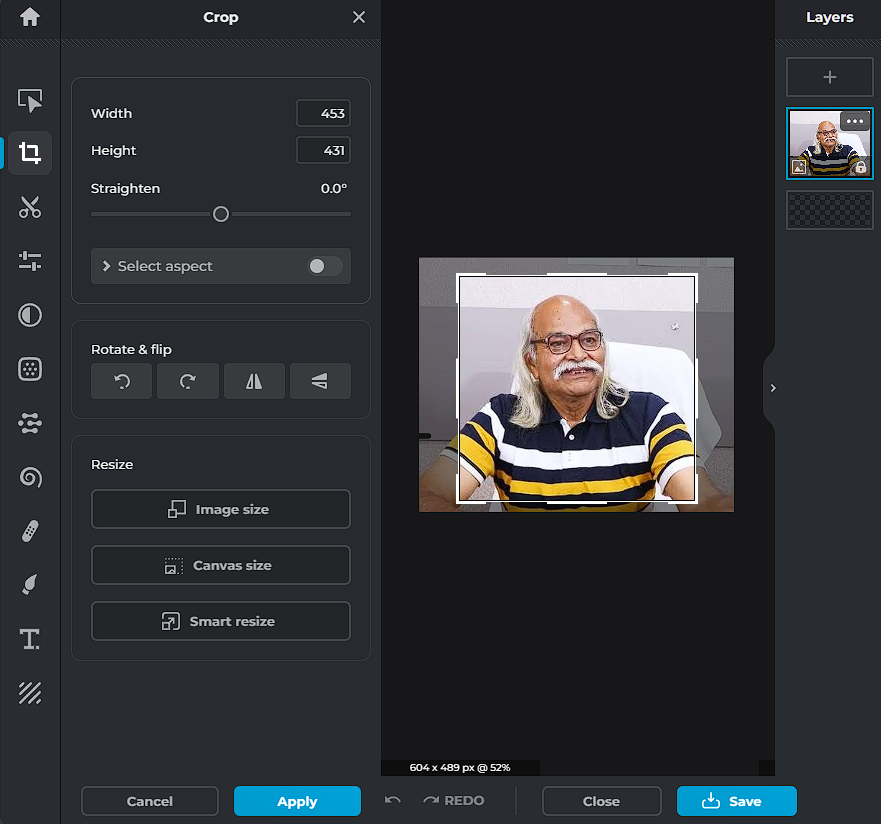 Crop
Layers
Width 453
Height 431
Straighten 0.0°
Select aspect
Rotate & flip
Resize
Image size
Canvas size
Smart resize
T.
604 x 489 px @ 52%
Cancel
Apply
REDO
Close
Save